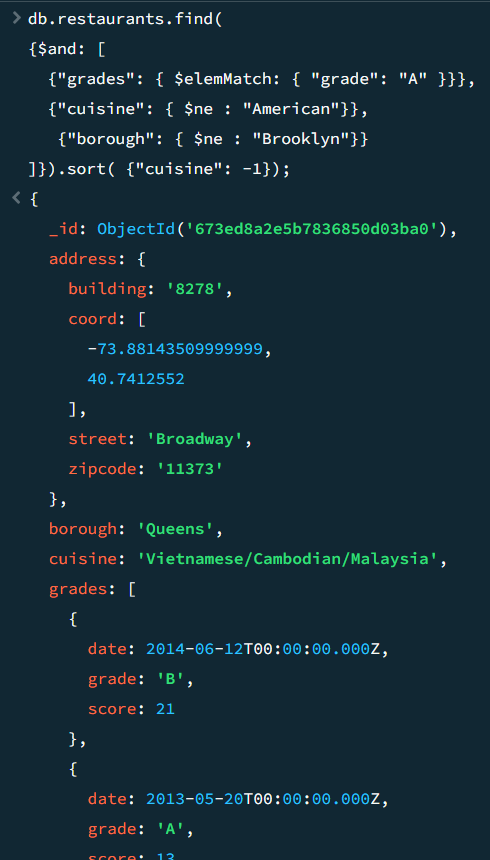 > db.restaurants.find(
{$and: [
{"grades": { $elemMatch: { "grade": "A" }}},
{"cuisine": { $ne : "American"}},
{"borough": { $ne : "Brooklyn"}}
]}).sort( {"cuisine": -1});
< {
_id: ObjectId('673ed8a2e5b7836850d03ba0'),
address: {
building: '8278',
coord: [
-73.88143509999999,
40.7412552
],
street: 'Broadway',
zipcode: '11373'
},
borough: 'Queens',
cuisine: 'Vietnamese/Cambodian/Malaysia',
grades: [
{
date: 2014-06-12T00:00:00.000Z,
grade: 'B',
score: 21
},
{
date: 2013-05-20T00:00:00.000Z,
grade: 'A',
score: 13